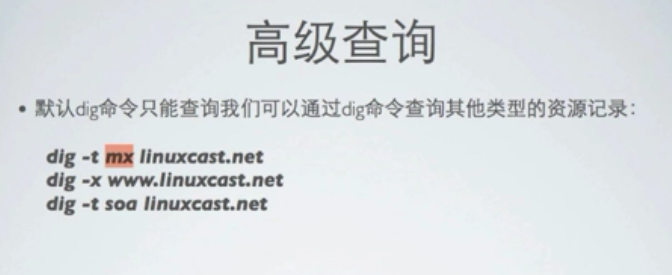 高级查询
• 默认dig命令只能查询我们可以通过dig命令查询其他类型的资源记录：
dig -t mx linuxcast.net
dig -x www.linuxcast.net
dig -t soa linuxcast.net